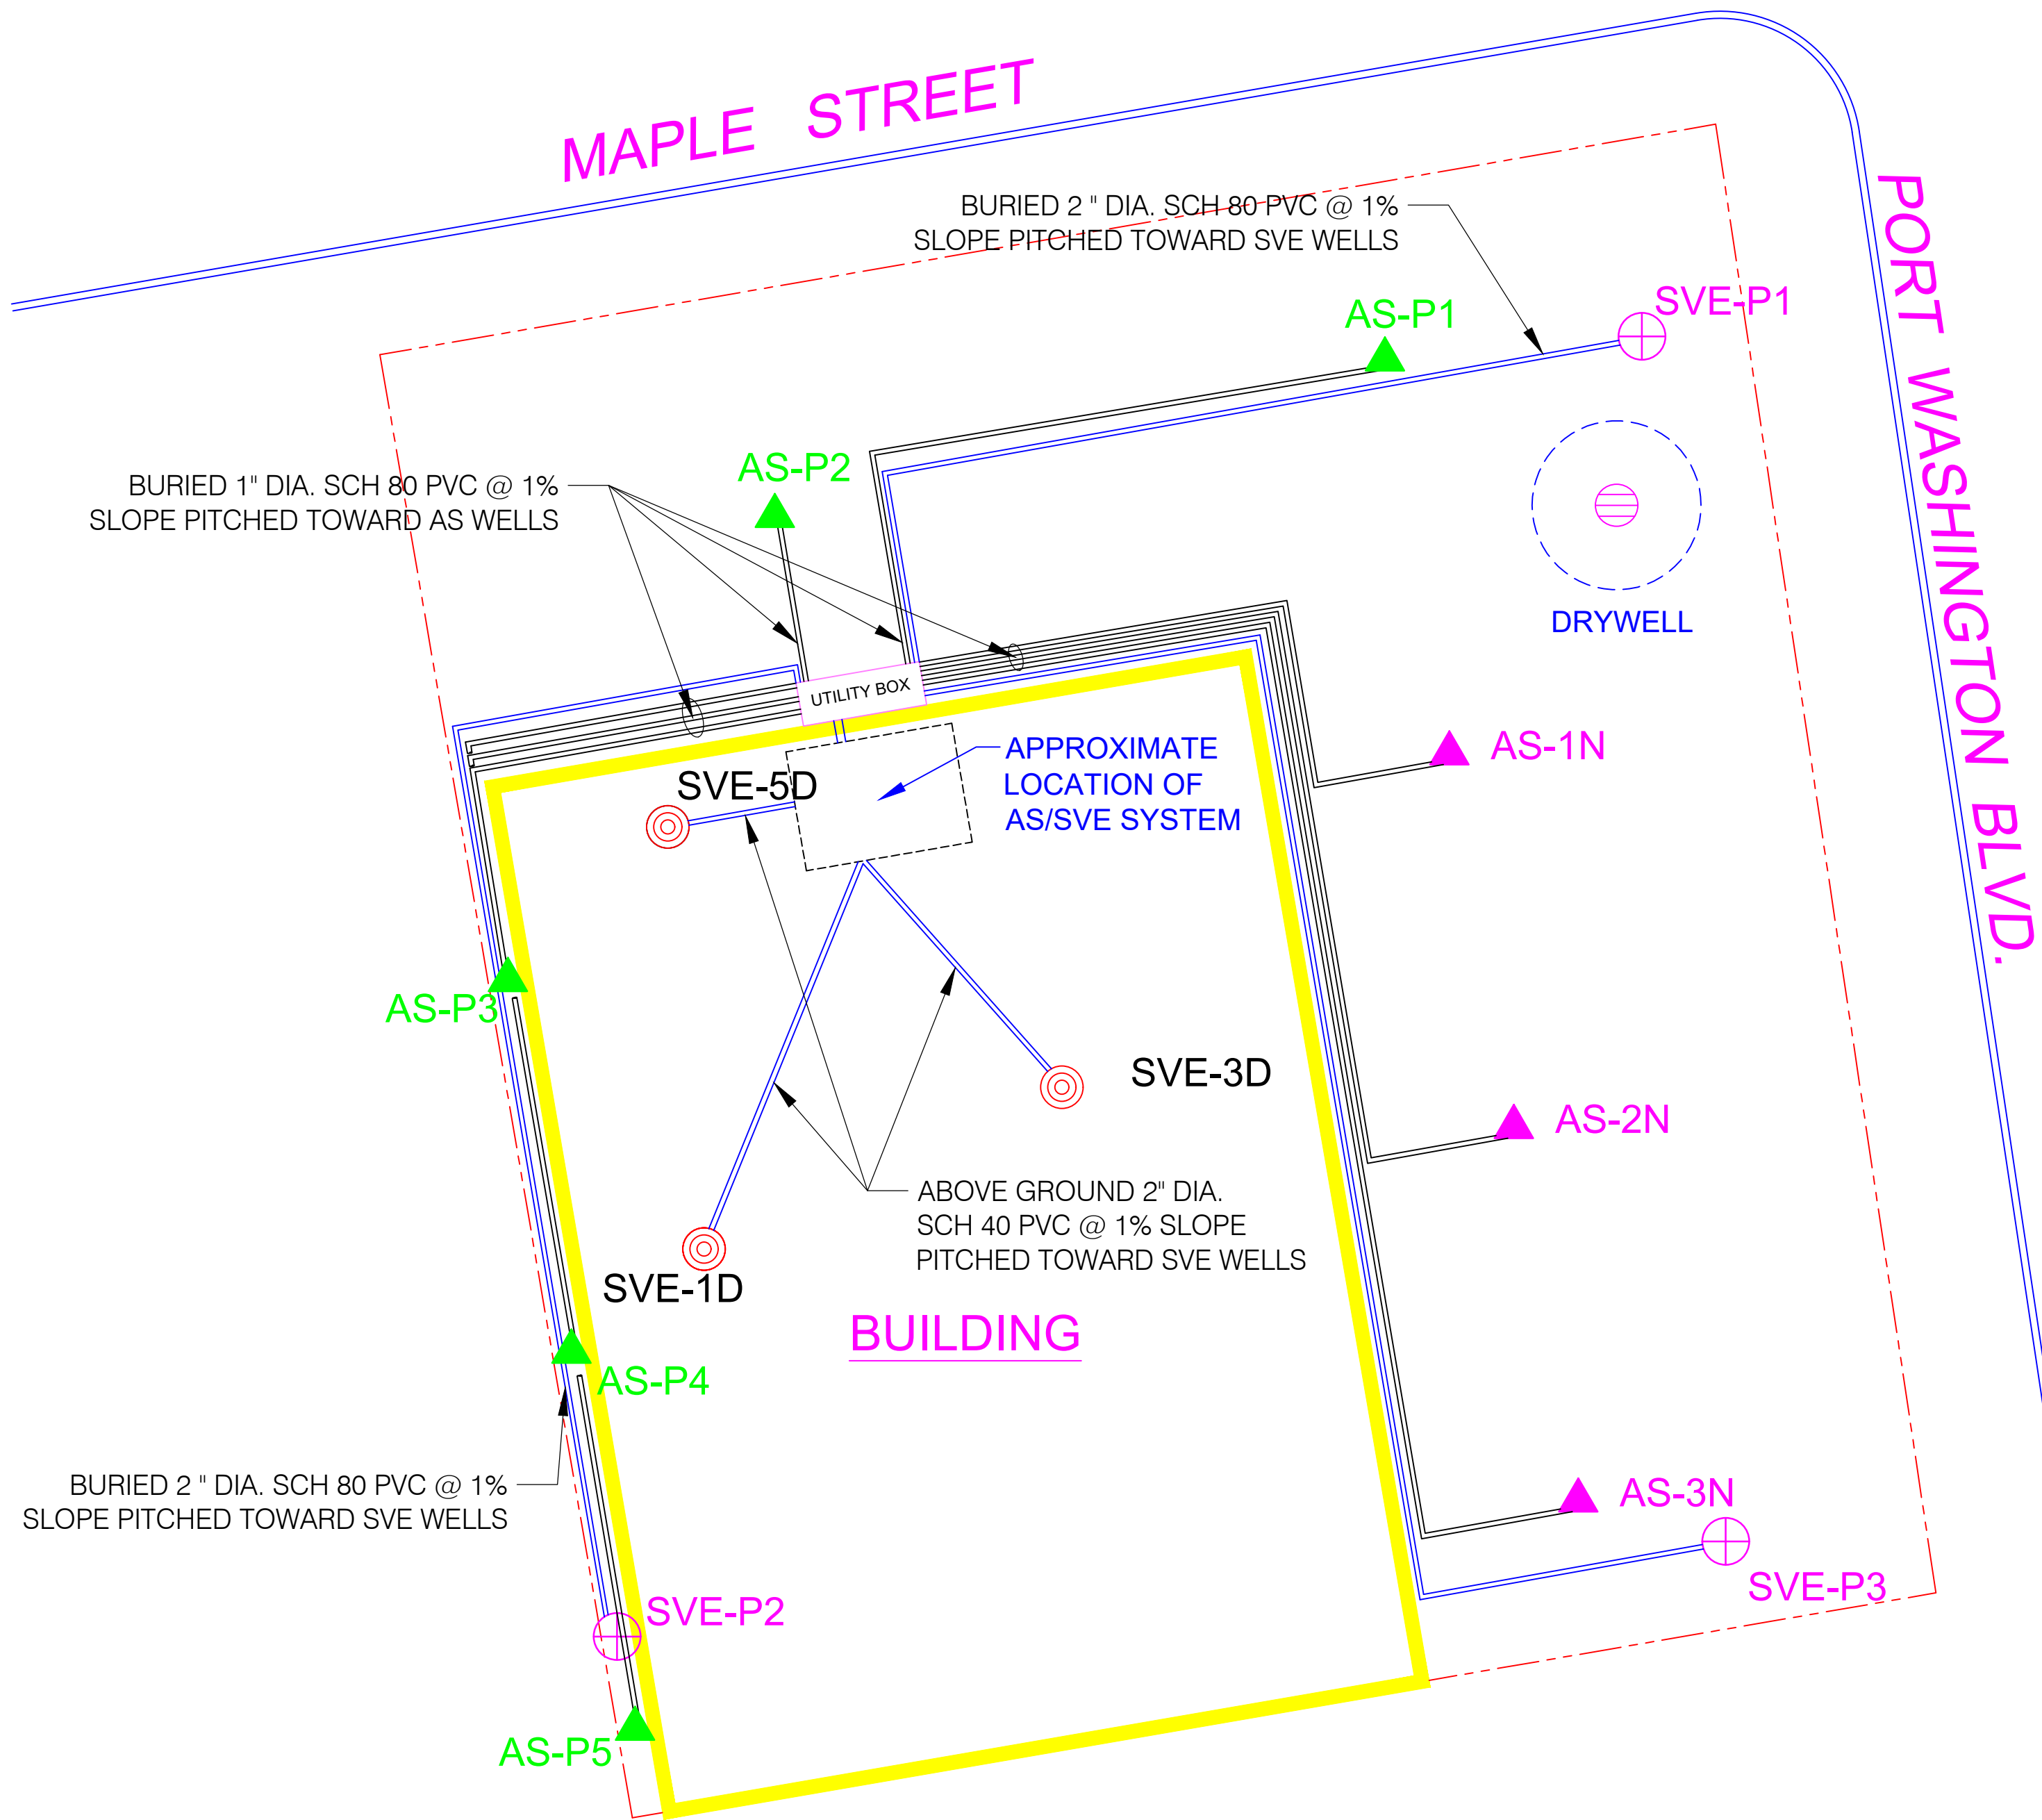 MAPLE STREET
BURIED 2 " DIA. SCH 80 PVC @ 1%
SLOPE PITCHED TOWARD SVE WELLS
PORT WASHINGTON BLVD.
SVE-P1
AS-P1
AS-P2
BURIED 1" DIA. SCH 80 PVC @ 1%
SLOPE PITCHED TOWARD AS WELLS
DRYWELL
UTILITY BOX
APPROXIMATE
LOCATION OF
AS/SVE SYSTEM
AS-1N
SVE-5D
AS-P3
SVE-3D
AS-2N
ABOVE GROUND 2" DIA.
SCH 40 PVC @ 1% SLOPE
PITCHED TOWARD SVE WELLS
SVE-1D
BUILDING
AS-P4
BURIED 2 " DIA. SCH 80 PVC @ 1%
SLOPE PITCHED TOWARD SVE WELLS
AS-3N
SVE-P3
SVE-P2
AS-P5